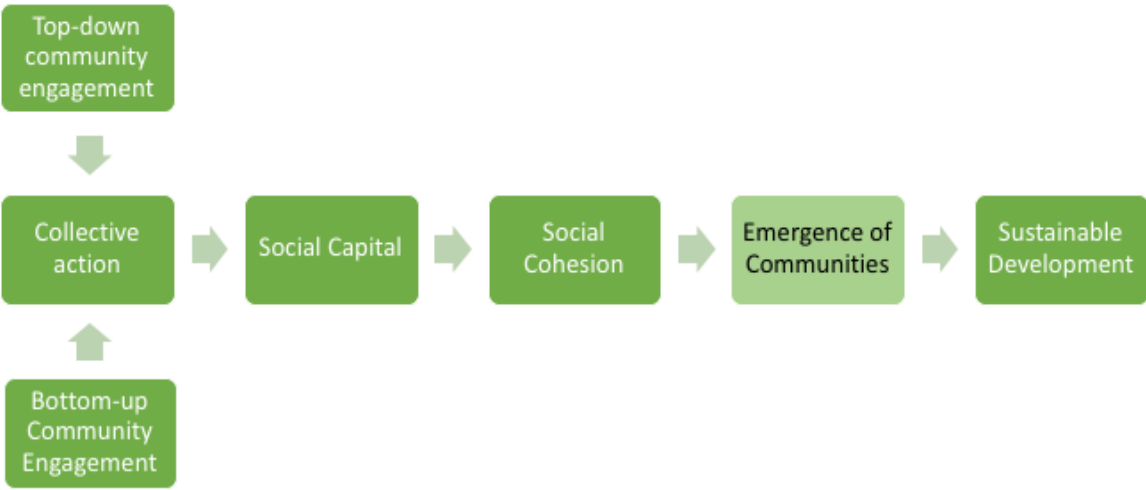 Top-down
community
engagement
Collective
action
Social Capital
Social
Cohesion
Emergence of
Communities
Sustainable
Development
Bottom-up
Community
Engagement